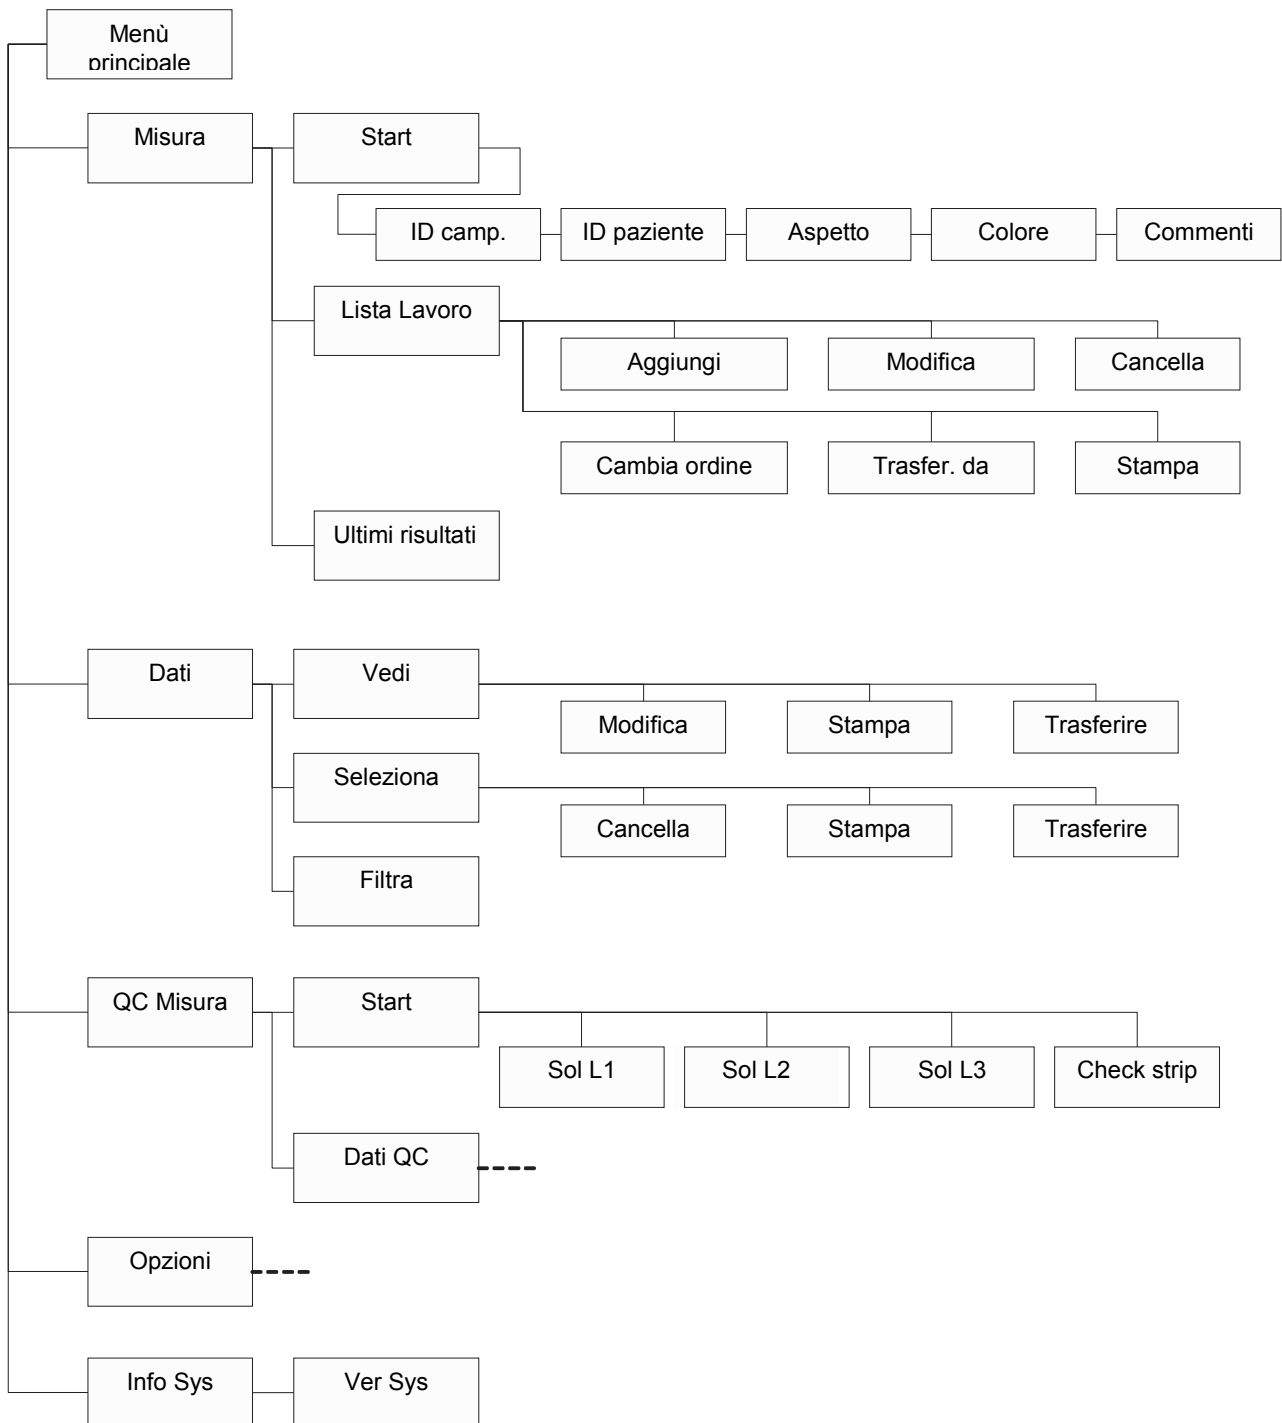 Menù
principale
Misura
Start
ID camp.
ID paziente
Aspetto
Colore
Commenti
Lista Lavoro
Aggiungi
Modifica
Cancella
Cambia ordine
Trasfer. da
Stampa
Ultimi risultati
Dati
Vedi
Modifica
Stampa
Trasferire
Seleziona
Cancella
Stampa
Trasferire
Filtra
QC Misura
Start
Sol L1
Sol L2
Sol L3
Check strip
Dati QC
Opzioni
Info Sys
Ver Sys